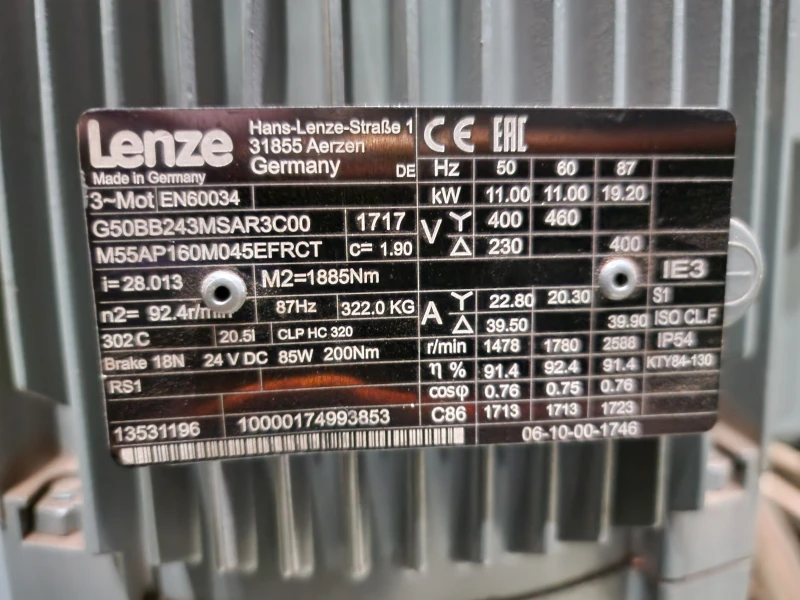 Lenze
Hans-Lenze-Straße 1
31855 Aerzen
Germany DE
Made in Germany
3~Mot EN60034
G50BB243MSAR3C00 1717
M55AP160M045EFRCT c= 1.90
i=28.013 M2=1885Nm
n2= 92.4r/min 87Hz 322.0 KG
302 C 20.5l CLP HC 320
Brake 18N 24 V DC 85W 200Nm
RS1
13531196 10000174993853
CE EAC
Hz 50 60 87
kW 11.00 11.00 19.20
V Y 400 460
△ 230 400
IE3
A Y 22.80 20.30 S1
△ 39.50 39.90 ISO CL.F
r/min 1478 1780 2588 IP54
η % 91.4 92.4 91.4 KTY84-130
cosφ 0.76 0.75 0.76
C86 1713 1713 1723
06-10-00-1746